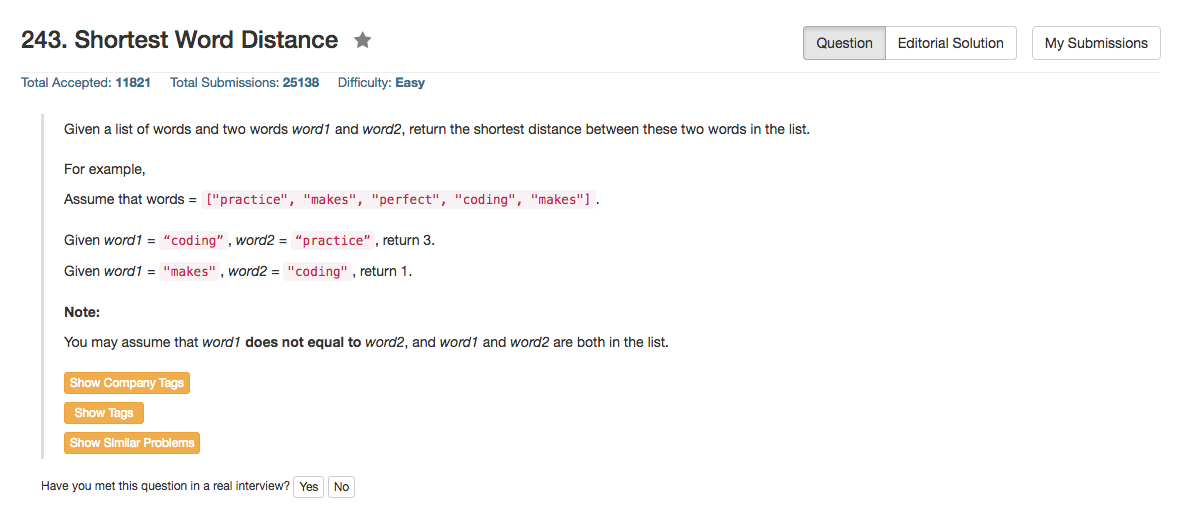 243. Shortest Word Distance
Question Editorial Solution My Submissions
Total Accepted: 11821 Total Submissions: 25138 Difficulty: Easy
Given a list of words and two words word1 and word2, return the shortest distance between these two words in the list.
For example,
Assume that words = ["practice", "makes", "perfect", "coding", "makes"].
Given word1 = “coding”, word2 = “practice”, return 3.
Given word1 = "makes", word2 = "coding", return 1.
Note:
You may assume that word1 does not equal to word2, and word1 and word2 are both in the list.
Show Company Tags
Show Tags
Show Similar Problems
Have you met this question in a real interview? Yes No